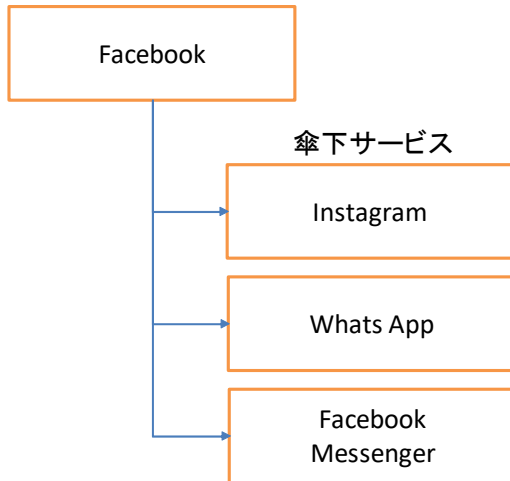 Facebook
傘下サービス
Instagram
Whats App
Facebook
Messenger